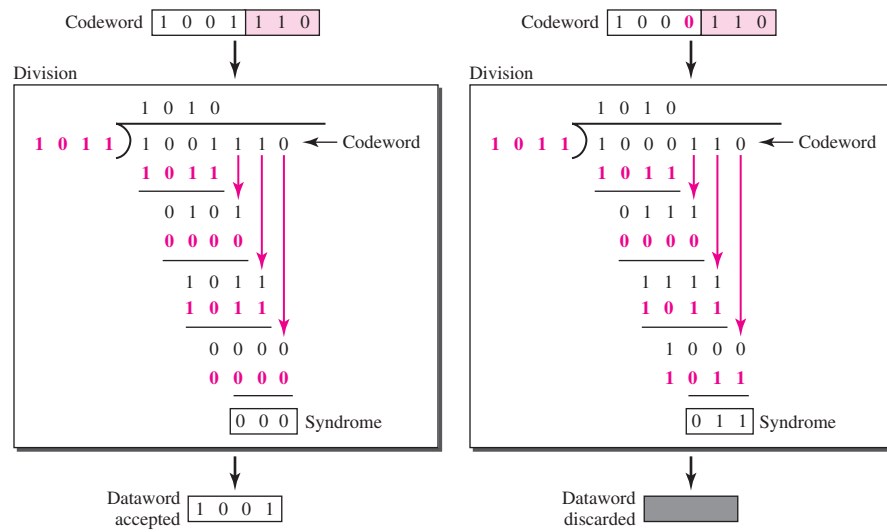 Codeword 1 0 0 1 1 1 0
Division
1 0 1 0
1 0 1 1 1 0 0 1 1 1 0 Codeword
1 0 1 1
0 1 0 1
0 0 0 0
1 0 1 1
1 0 1 1
0 0 0 0
0 0 0 0
0 0 0 Syndrome
Dataword
accepted 1 0 0 1
Codeword 1 0 0 0 1 1 0
Division
1 0 1 0
1 0 1 1 1 0 0 0 1 1 0 Codeword
1 0 1 1
0 1 1 1
0 0 0 0
1 1 1 1
1 0 1 1
1 0 0 0
1 0 1 1
0 1 1 Syndrome
Dataword
discarded